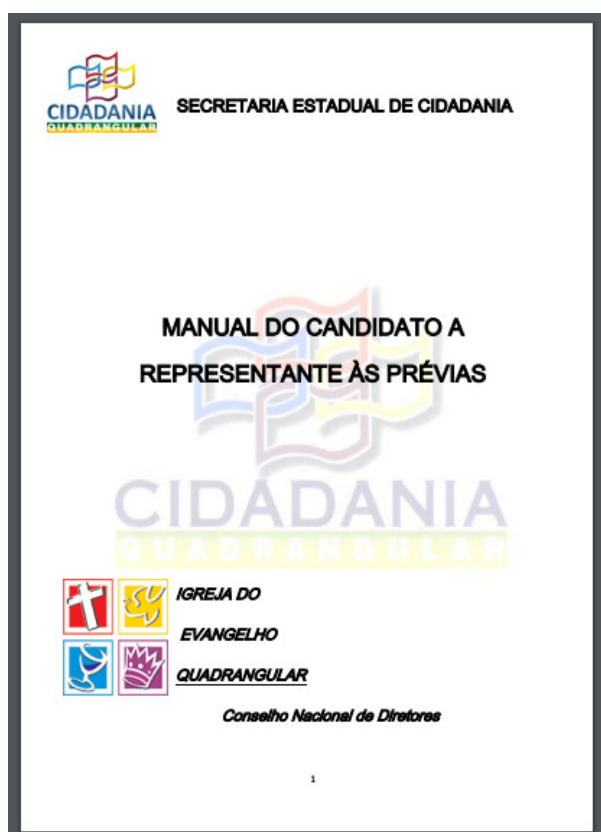 CIDADANIA
QUADRANGULAR
SECRETARIA ESTADUAL DE CIDADANIA
MANUAL DO CANDIDATO A
REPRESENTANTE ÀS PRÉVIAS
CIDADANIA
QUADRANGULAR
IGREJA DO
EVANGELHO
QUADRANGULAR
Conselho Nacional de Diretores
1